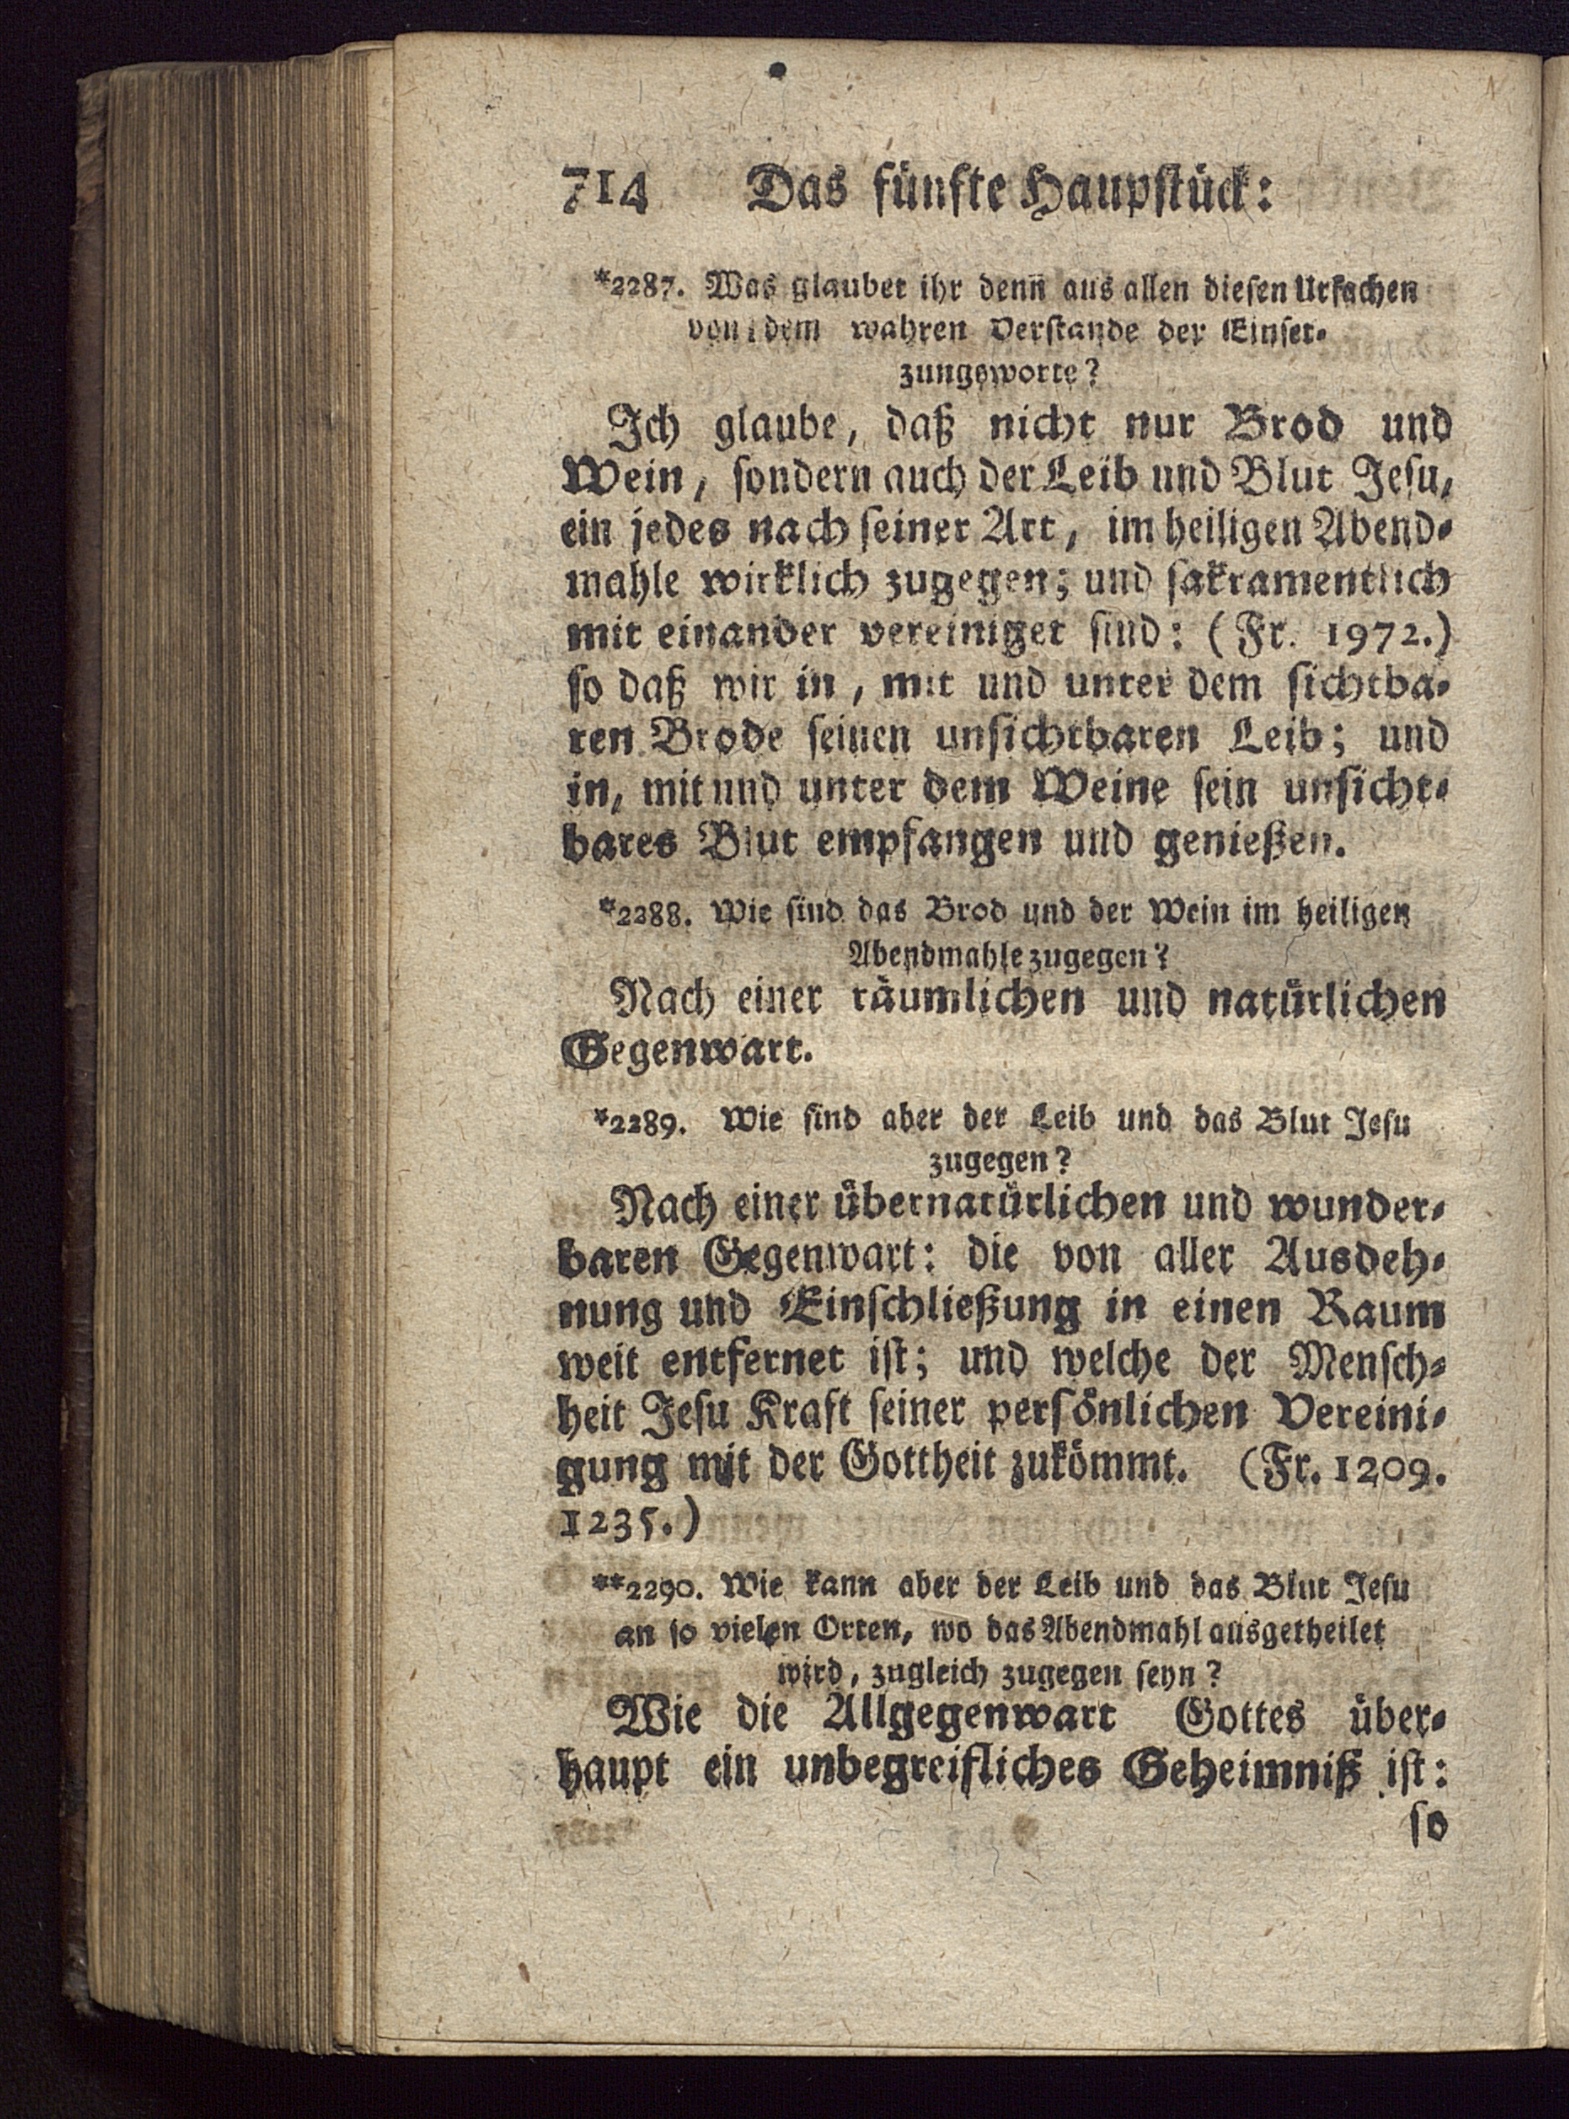 714 Das fünfte Haupstück:
*2287. Was glaubet ihr denn aus allen diesen Ursachen
von dem wahren Verstande der Einset-
zungsworte?
Ich glaube, daß nicht nur Brod und
Wein, sondern auch der Leib und Blut Jesu,
ein jedes nach seiner Art, im heiligen Abend-
mahle wirklich zugegen; und sakramentlich
mit einander vereiniget sind: (Fr. 1972.)
so daß wir in, mit und unter dem sichtba-
ren Brode seinen unsichtbaren Leib; und
in, mit und unter dem Weine sein unsicht-
bares Blut empfangen und genießen.
*2288. Wie sind das Brod und der Wein im heiligen
Abendmahle zugegen?
Nach einer räumlichen und natürlichen
Gegenwart.
*2289. Wie sind aber der Leib und das Blut Jesu
zugegen?
Nach einer übernatürlichen und wunder-
baren Gegenwart: die von aller Ausdeh-
nung und Einschließung in einen Raum
weit entfernet ist; und welche der Mensch-
heit Jesu Kraft seiner persönlichen Vereini-
gung mit der Gottheit zukömmt. (Fr. 1209.
1235.)
**2290. Wie kann aber der Leib und das Blut Jesu
an so vielen Orten, wo das Abendmahl ausgetheilet
wird, zugleich zugegen seyn?
Wie die Allgegenwart Gottes über-
haupt ein unbegreifliches Geheimniß ist:
so